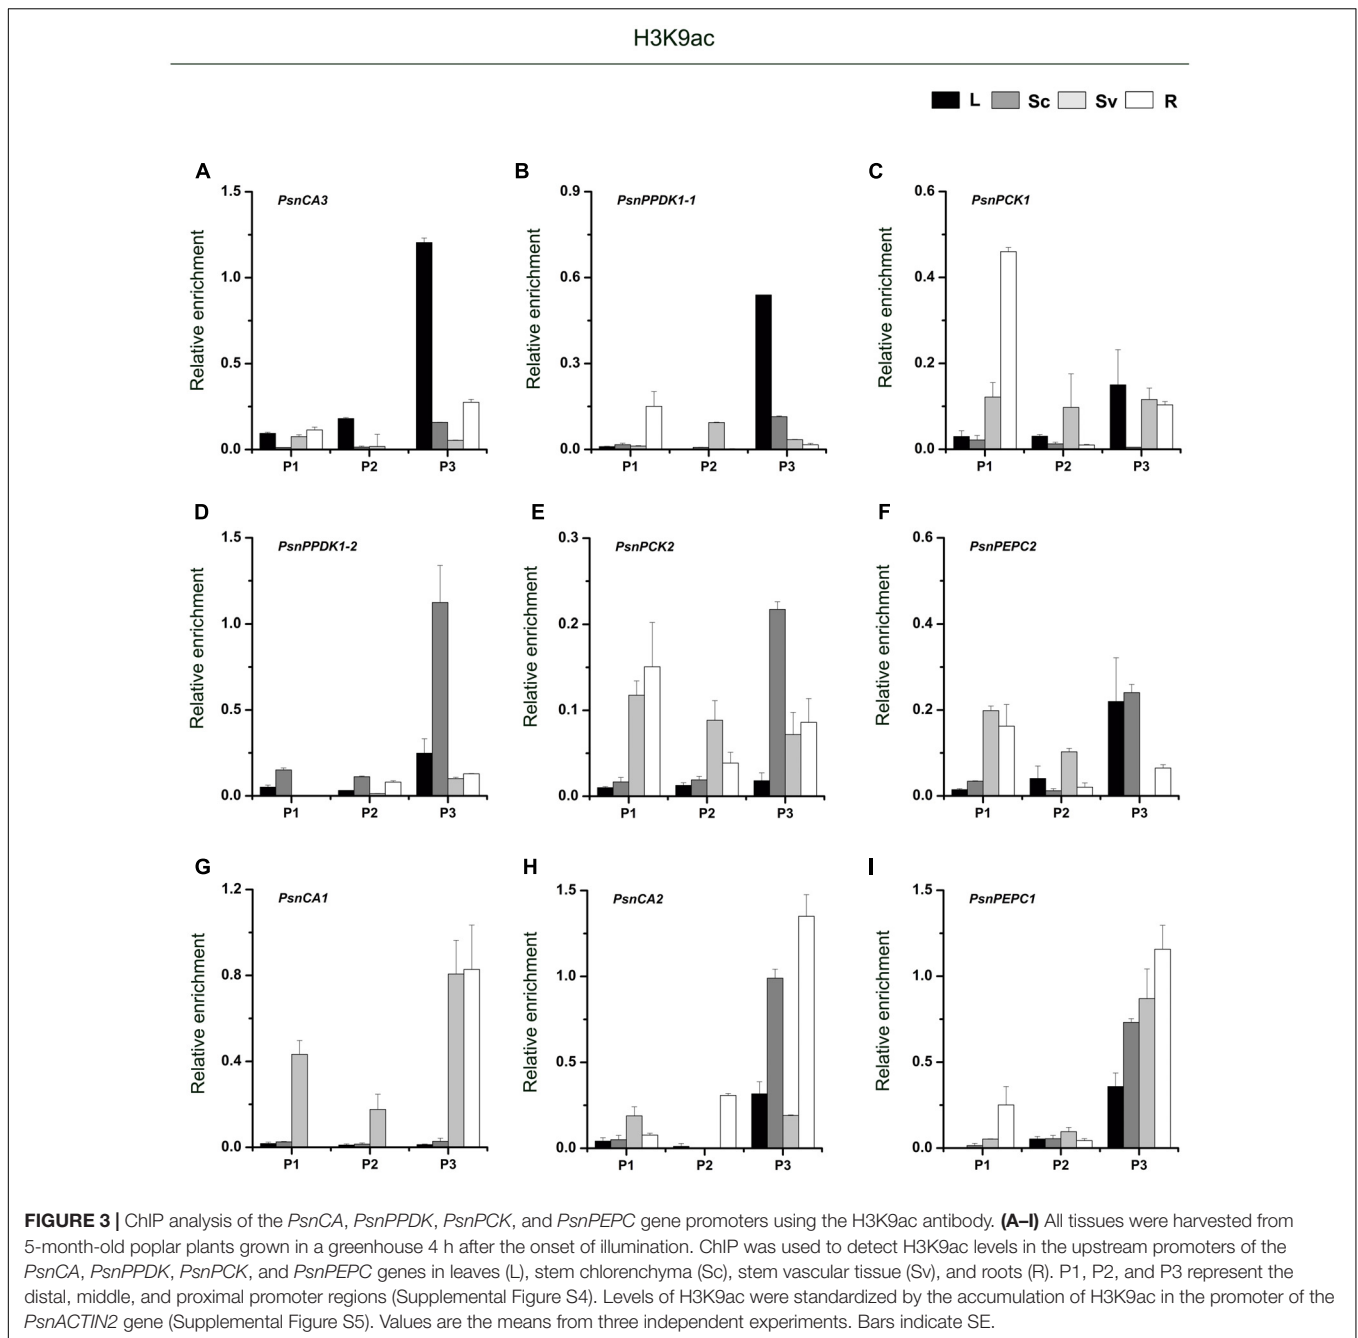 H3K9ac
L Sc Sv R
A B C
PsnCA3
1.5
1.0
0.5
0.0
Relative enrichment
P1 P2 P3
PsnPPDK1-1
0.9
0.6
0.3
0.0
Relative enrichment
P1 P2 P3
PsnPCK1
0.6
0.4
0.2
0.0
Relative enrichment
P1 P2 P3
D E F
PsnPPDK1-2
1.5
1.0
0.5
0.0
Relative enrichment
P1 P2 P3
PsnPCK2
0.3
0.2
0.1
0.0
Relative enrichment
P1 P2 P3
PsnPEPC2
0.6
0.4
0.2
0.0
Relative enrichment
P1 P2 P3
G H I
PsnCA1
1.2
0.8
0.4
0.0
Relative enrichment
P1 P2 P3
PsnCA2
1.5
1.0
0.5
0.0
Relative enrichment
P1 P2 P3
PsnPEPC1
1.5
1.0
0.5
0.0
Relative enrichment
P1 P2 P3
FIGURE 3 | ChIP analysis of the PsnCA, PsnPPDK, PsnPCK, and PsnPEPC gene promoters using the H3K9ac antibody. (A–I) All tissues were harvested from
5-month-old poplar plants grown in a greenhouse 4 h after the onset of illumination. ChIP was used to detect H3K9ac levels in the upstream promoters of the
PsnCA, PsnPPDK, PsnPCK, and PsnPEPC genes in leaves (L), stem chlorenchyma (Sc), stem vascular tissue (Sv), and roots (R). P1, P2, and P3 represent the
distal, middle, and proximal promoter regions (Supplemental Figure S4). Levels of H3K9ac were standardized by the accumulation of H3K9ac in the promoter of the
PsnACTIN2 gene (Supplemental Figure S5). Values are the means from three independent experiments. Bars indicate SE.